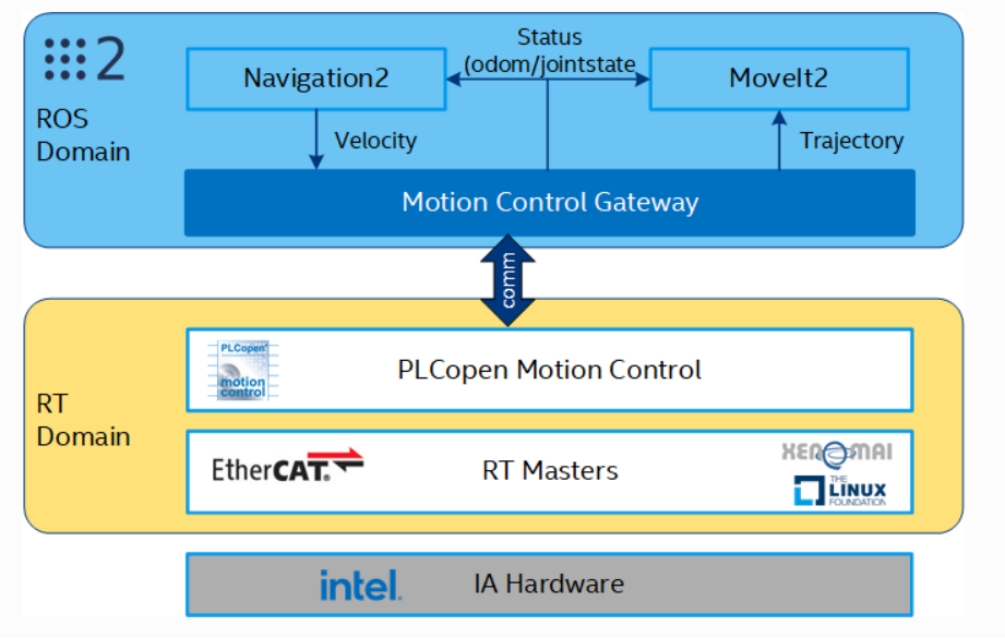 2
ROS
Domain
Status
(odom/jointstate
Navigation2
MoveIt2
Velocity
Trajectory
Motion Control Gateway
comm
RT
Domain
PLCopen
motion
control
PLCopen Motion Control
EtherCAT.
RT Masters
XENOMAI
THE
LINUX
FOUNDATION
intel.
IA Hardware